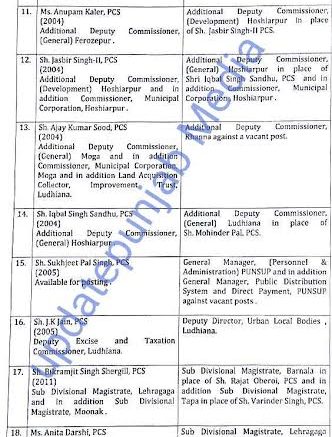 11. Ms. Anupam Kaler, PCS
(2004)
Additional Deputy Commissioner,
(General) Ferozepur .
Additional Deputy Commissioner,
(Development) Hoshiarpur in place
of Sh. Jasbir Singh-II PCS.
12. Sh. Jasbir Singh-II, PCS
(2004)
Additional Deputy Commissioner,
(Development) Hoshiarpur and in
addition Commissioner, Municipal
Corporation, Hoshiarpur .
Additional Deputy Commissioner,
(General) Hoshiarpur in place of
Shri Iqbal Singh Sandhu, PCS and in
addition Commissioner, Municipal
Corporation, Hoshiarpur .
13. Sh. Ajay Kumar Sood, PCS
(2004)
Additional Deputy Commissioner,
(General) Moga and in addition
Commissioner, Municipal Corporation,
Moga and in addition Land Acquisition
Collector, Improvement Trust,
Ludhiana.
Additional Deputy Commissioner,
Khanna against a vacant post.
14. Sh. Iqbal Singh Sandhu, PCS
(2004)
Additional Deputy Commissioner,
(General) Hoshiarpur
Additional Deputy Commissioner,
(General) Ludhiana in place of
Sh. Mohinder Pal, PCS.
15. Sh. Sukhjeet Pal Singh, PCS
(2005)
Available for posting .
General Manager, (Personnel &
Administration) PUNSUP and in addition
General Manager, Public Distribution
System and Direct Payment, PUNSUP
against vacant posts .
16. Sh. J.K Jain, PCS
(2005)
Deputy Excise and Taxation
Commissioner, Ludhiana.
Deputy Director, Urban Local Bodies ,
Ludhiana.
17. Sh. Bikramjit Singh Shergill, PCS
(2011)
Sub Divisional Magistrate, Lehragaga
and in addition Sub Divisional
Magistrate, Moonak .
Sub Divisional Magistrate, Barnala in
place of Sh. Rajat Oberoi, PCS and in
addition Sub Divisional Magistrate,
Tapa in place of Sh. Varinder Singh, PCS.
18. Ms. Anita Darshi, PCS
Sub Divisional Magistrate, Lehragaga
updatepunjab Media